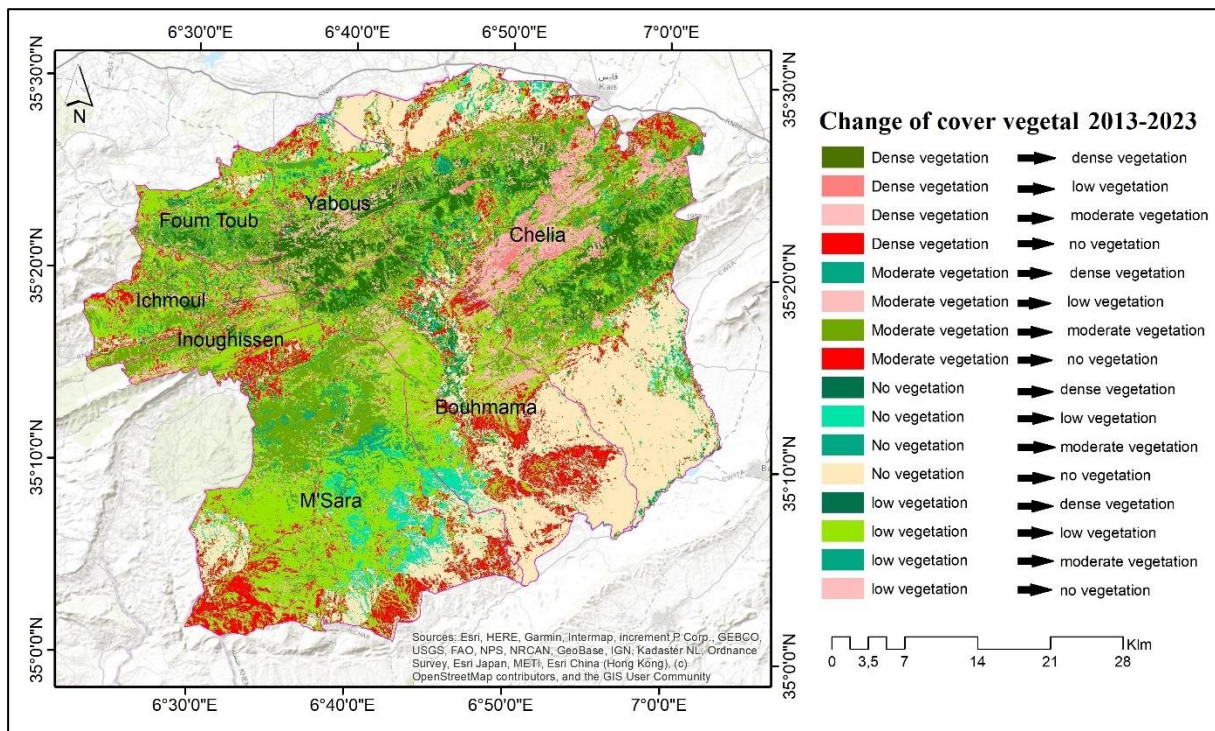 6°30'0"E 6°40'0"E 6°50'0"E 7°0'0"E
35°30'0"N
35°20'0"N
35°10'0"N
35°0'0"N
N
قايس
Kais
Yabous
Foum Toub
Chelia
Ichmoul
Inoughissen
Bouhmama
M'Sara
Sources: Esri, HERE, Garmin, Intermap, increment P Corp., GEBCO,
USGS, FAO, NPS, NRCAN, GeoBase, IGN, Kadaster NL, Ordnance
Survey, Esri Japan, METI, Esri China (Hong Kong), (c)
OpenStreetMap contributors, and the GIS User Community
35°30'0"N
35°20'0"N
35°10'0"N
35°0'0"N
6°30'0"E 6°40'0"E 6°50'0"E 7°0'0"E
Change of cover vegetal 2013-2023
Dense vegetation dense vegetation
Dense vegetation low vegetation
Dense vegetation moderate vegetation
Dense vegetation no vegetation
Moderate vegetation dense vegetation
Moderate vegetation low vegetation
Moderate vegetation moderate vegetation
Moderate vegetation no vegetation
No vegetation dense vegetation
No vegetation low vegetation
No vegetation moderate vegetation
No vegetation no vegetation
low vegetation dense vegetation
low vegetation low vegetation
low vegetation moderate vegetation
low vegetation no vegetation
0 3,5 7 14 21 28 Klm